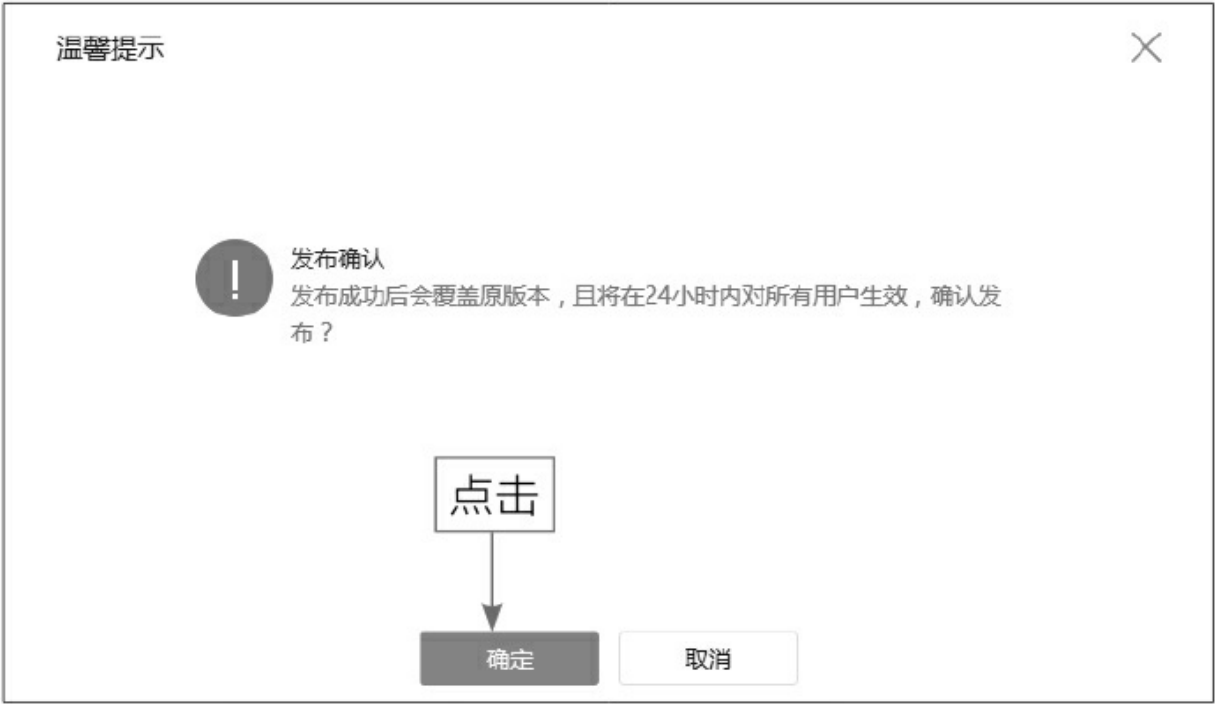 温馨提示
发布确认
发布成功后会覆盖原版本，且将在24小时内对所有用户生效，确认发
布？
点击
确定
取消